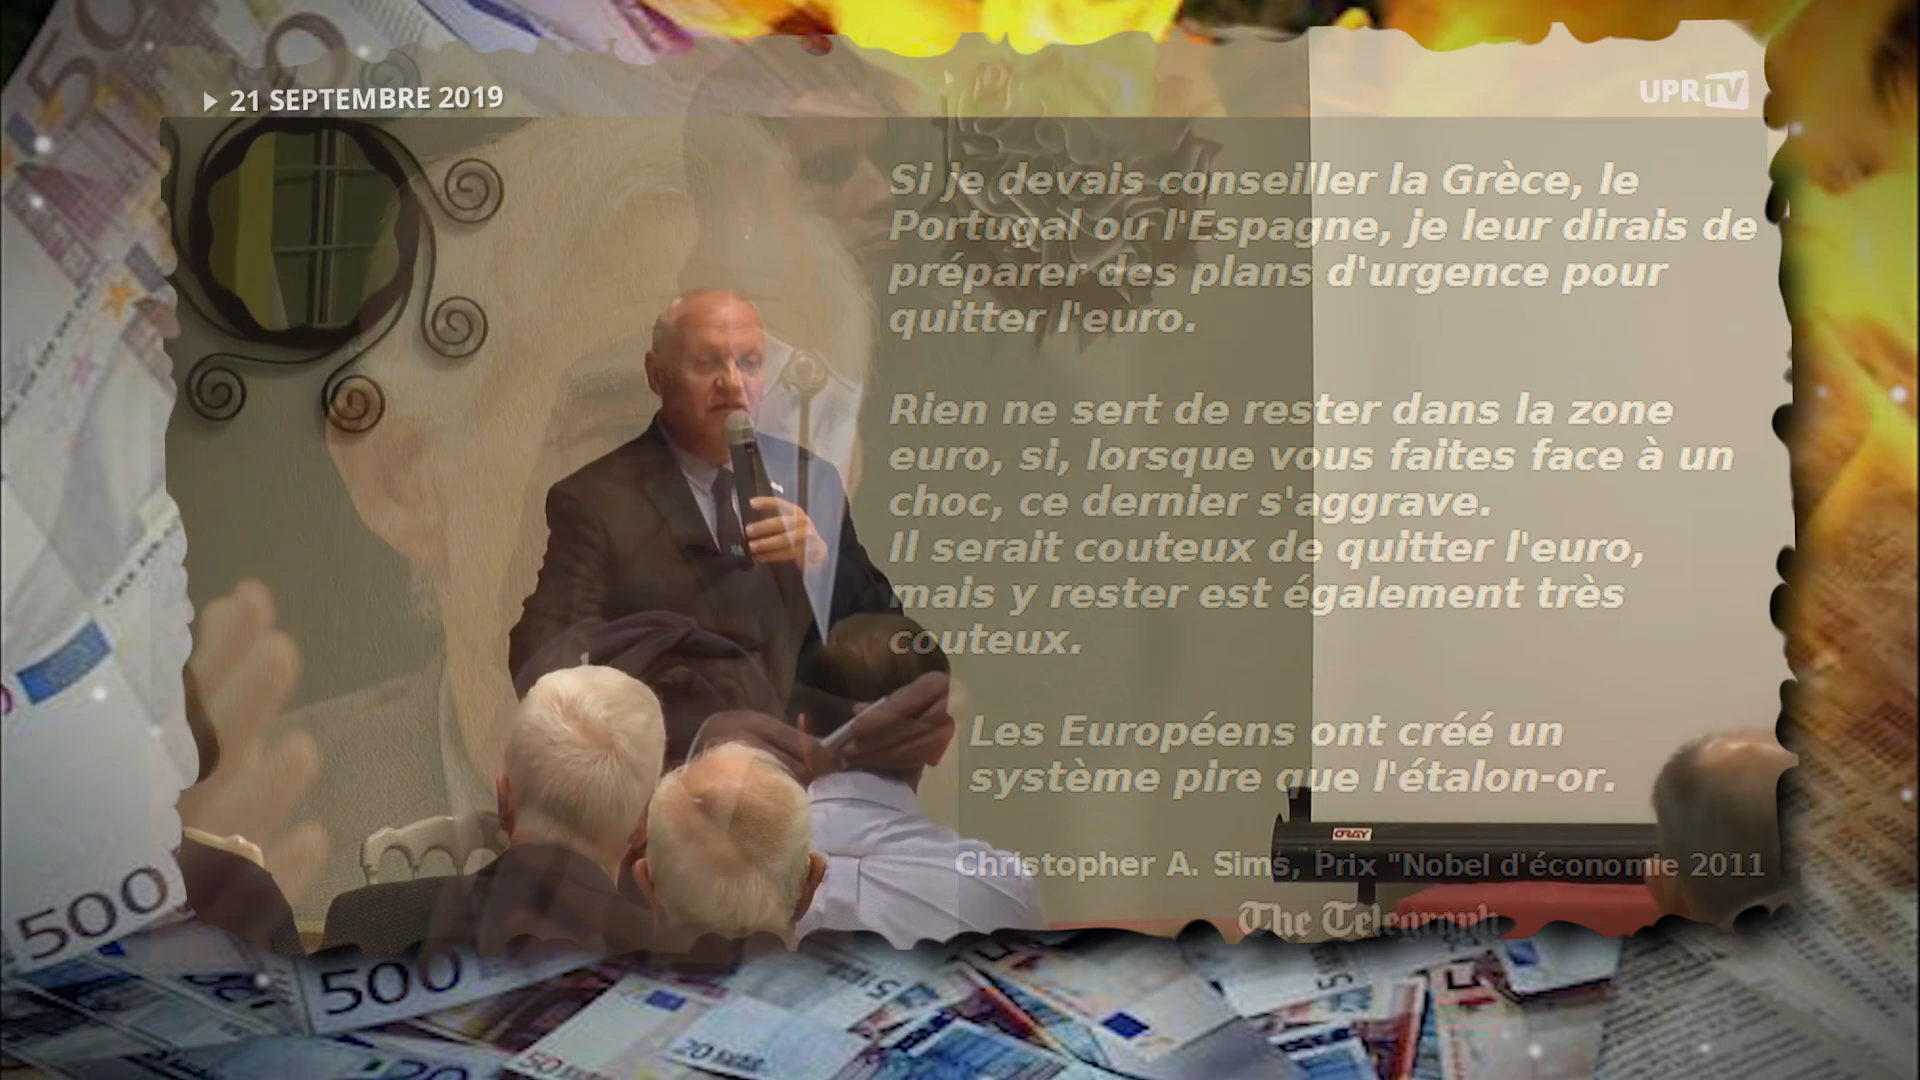 21 SEPTEMBRE 2019
UPR TV
Si je devais conseiller la Grèce, le
Portugal ou l'Espagne, je leur dirais de
préparer des plans d'urgence pour
quitter l'euro.
Rien ne sert de rester dans la zone
euro, si, lorsque vous faites face à un
choc, ce dernier s'aggrave.
Il serait couteux de quitter l'euro,
mais y rester est également très
couteux.
Les Européens ont créé un
système pire que l'étalon-or.
ORAY
Christopher A. Sims, Prix "Nobel d'économie 2011
The Telegraph
500
500